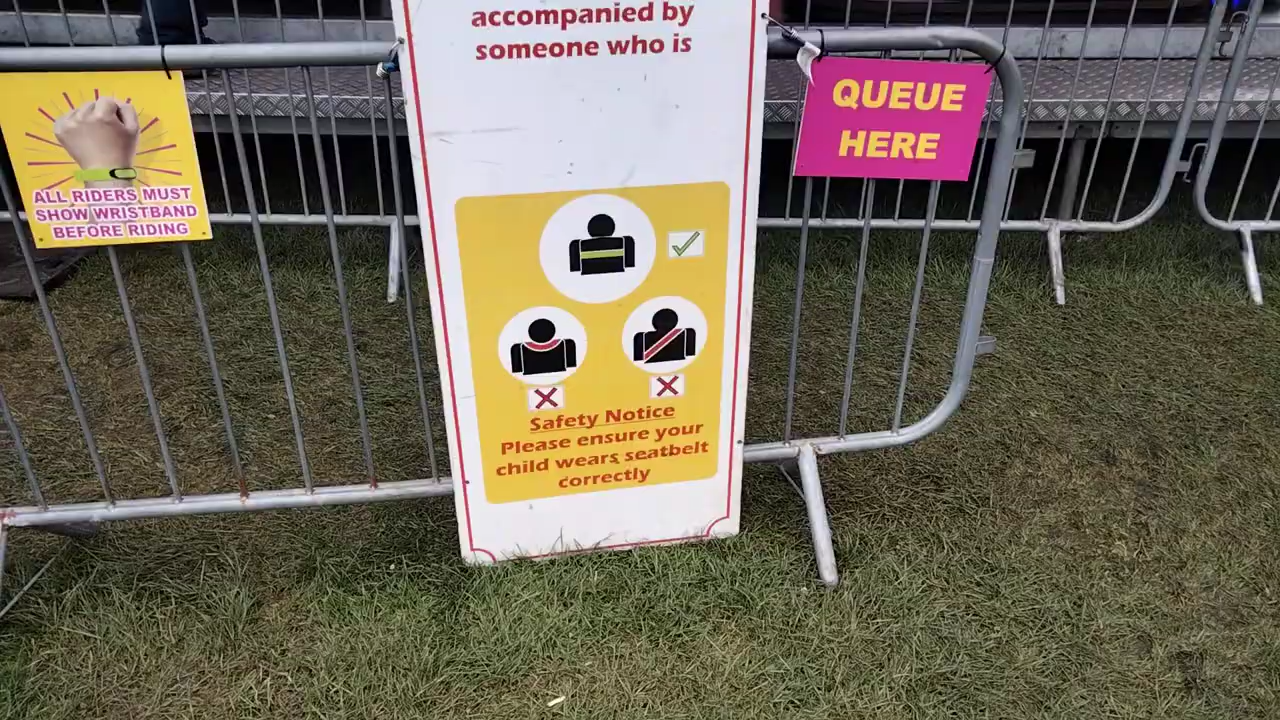 accompanied by
someone who is
QUEUE
HERE
ALL RIDERS MUST
SHOW WRISTBAND
BEFORE RIDING
Safety Notice
Please ensure your
child wears seatbelt
correctly